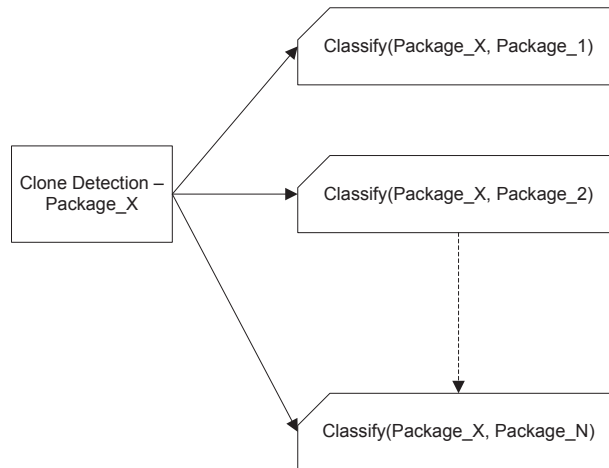 Classify(Package_X, Package_1)
Clone Detection –
Package_X
Classify(Package_X, Package_2)
Classify(Package_X, Package_N)